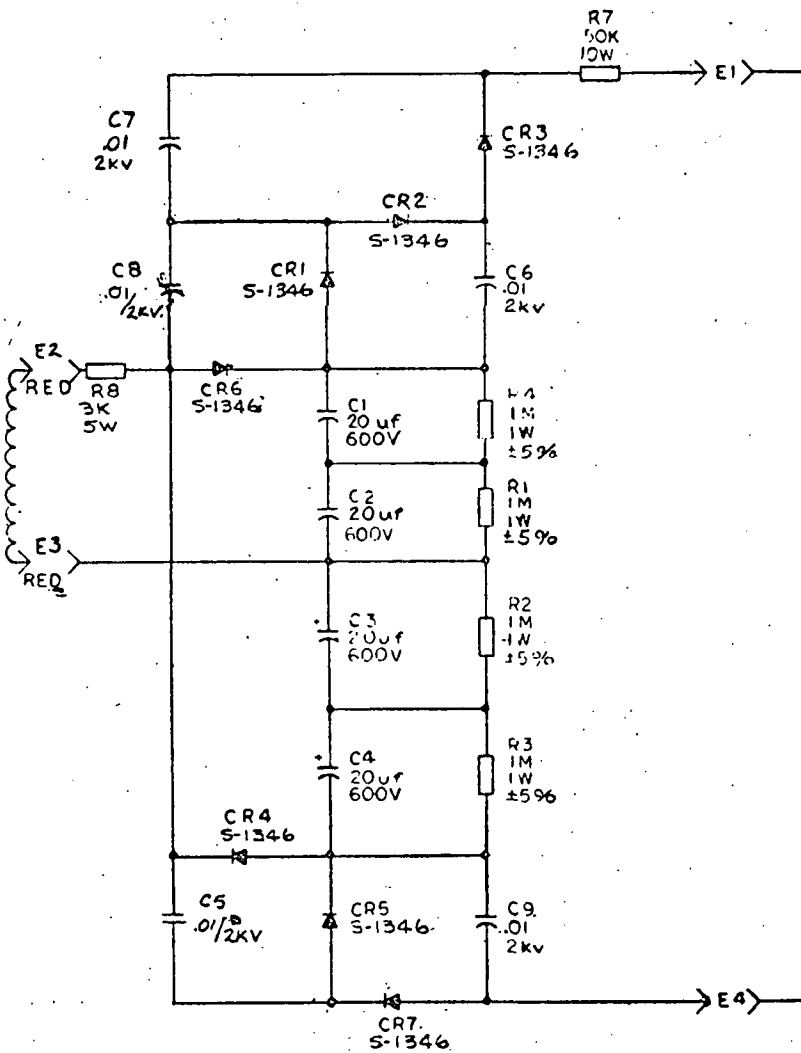 R7
10W
E1
C7
.01
2KV
CR3
S-1346
CR2
S-1346
C8
.01/2KV.
CR1
S-1346
C6
.01
2KV
E2
RED
R8
3K
5W
CR6
S-1346
C1
20 uf
600V
R4
1M
1W
±5%
C2
20uf
600V
R1
1M
1W
±5%
E3
RED
C3
20uf
600V
R2
1M
1W
±5%
C4
20uf
600V
R3
1M
1W
±5%
CR4
S-1346
C5
.01/2KV
CR5
S-1346
C9
.01
2KV
E4
CR7.
S-1346